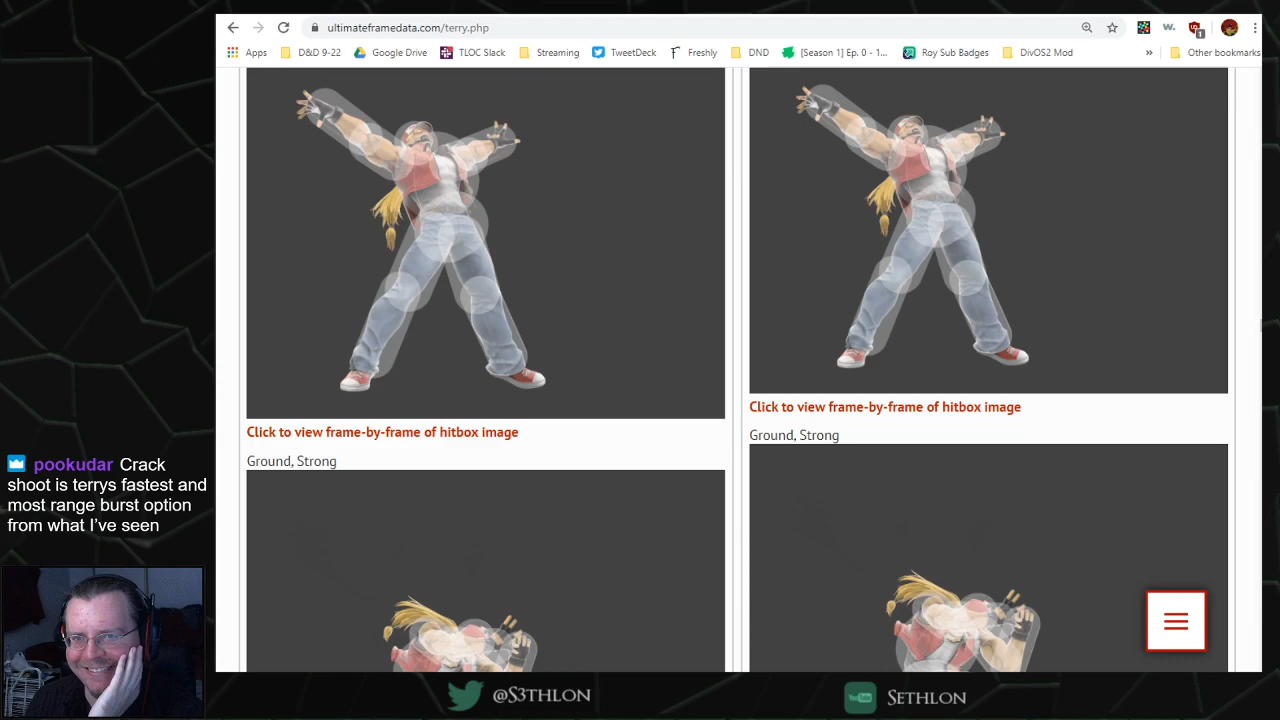 ultimateframedata.com/terry.php
Apps D&D 9-22 Google Drive TLOC Slack Streaming TweetDeck Freshly DND [Season 1] Ep. 0 - 1... Roy Sub Badges DivOS2 Mod » Other bookmarks
Click to view frame-by-frame of hitbox image
Ground, Strong
Click to view frame-by-frame of hitbox image
Ground, Strong
pookudar Crack
shoot is terrys fastest and
most range burst option
from what I've seen
@S3THLON
YouTube SETHLON